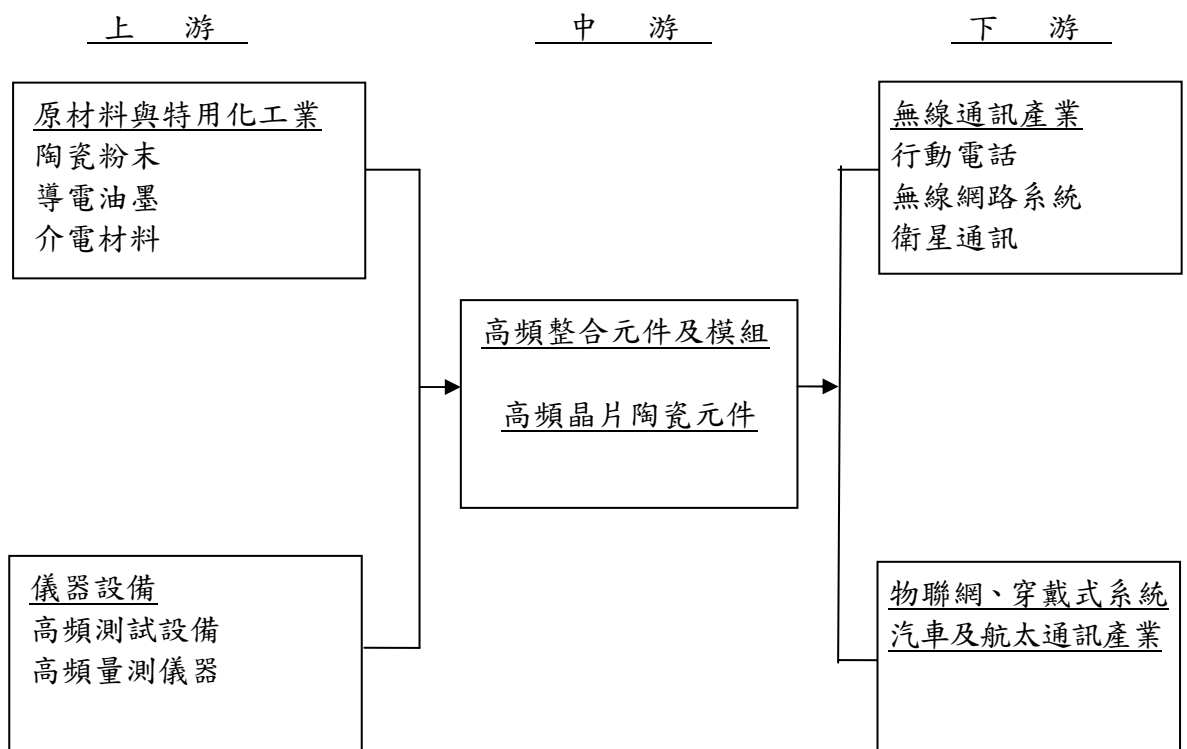 上 游
中 游
下 游
原材料與特用化工業
陶瓷粉末
導電油墨
介電材料
儀器設備
高頻測試設備
高頻量測儀器
高頻整合元件及模組
高頻晶片陶瓷元件
無線通訊產業
行動電話
無線網路系統
衛星通訊
物聯網、穿戴式系統
汽車及航太通訊產業